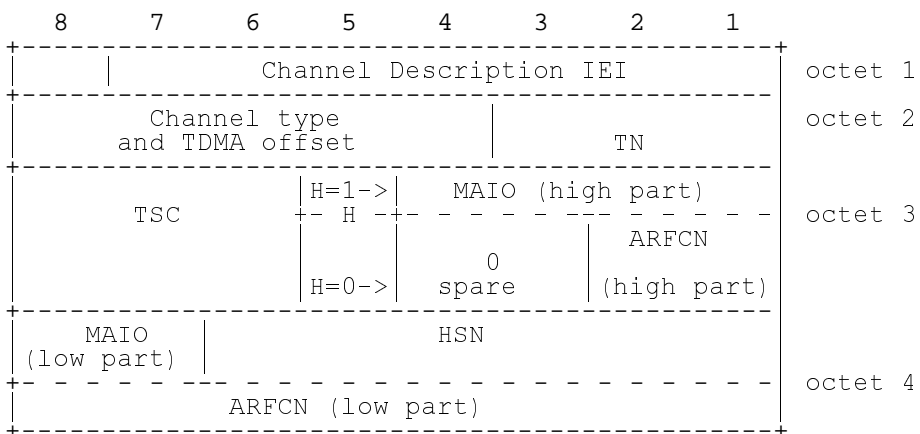 8 7 6 5 4 3 2 1
Channel Description IEI octet 1
Channel type octet 2
and TDMA offset TN
H=1-> MAIO (high part)
TSC H octet 3
ARFCN
0
H=0-> spare (high part)
MAIO HSN
(low part)
octet 4
ARFCN (low part)